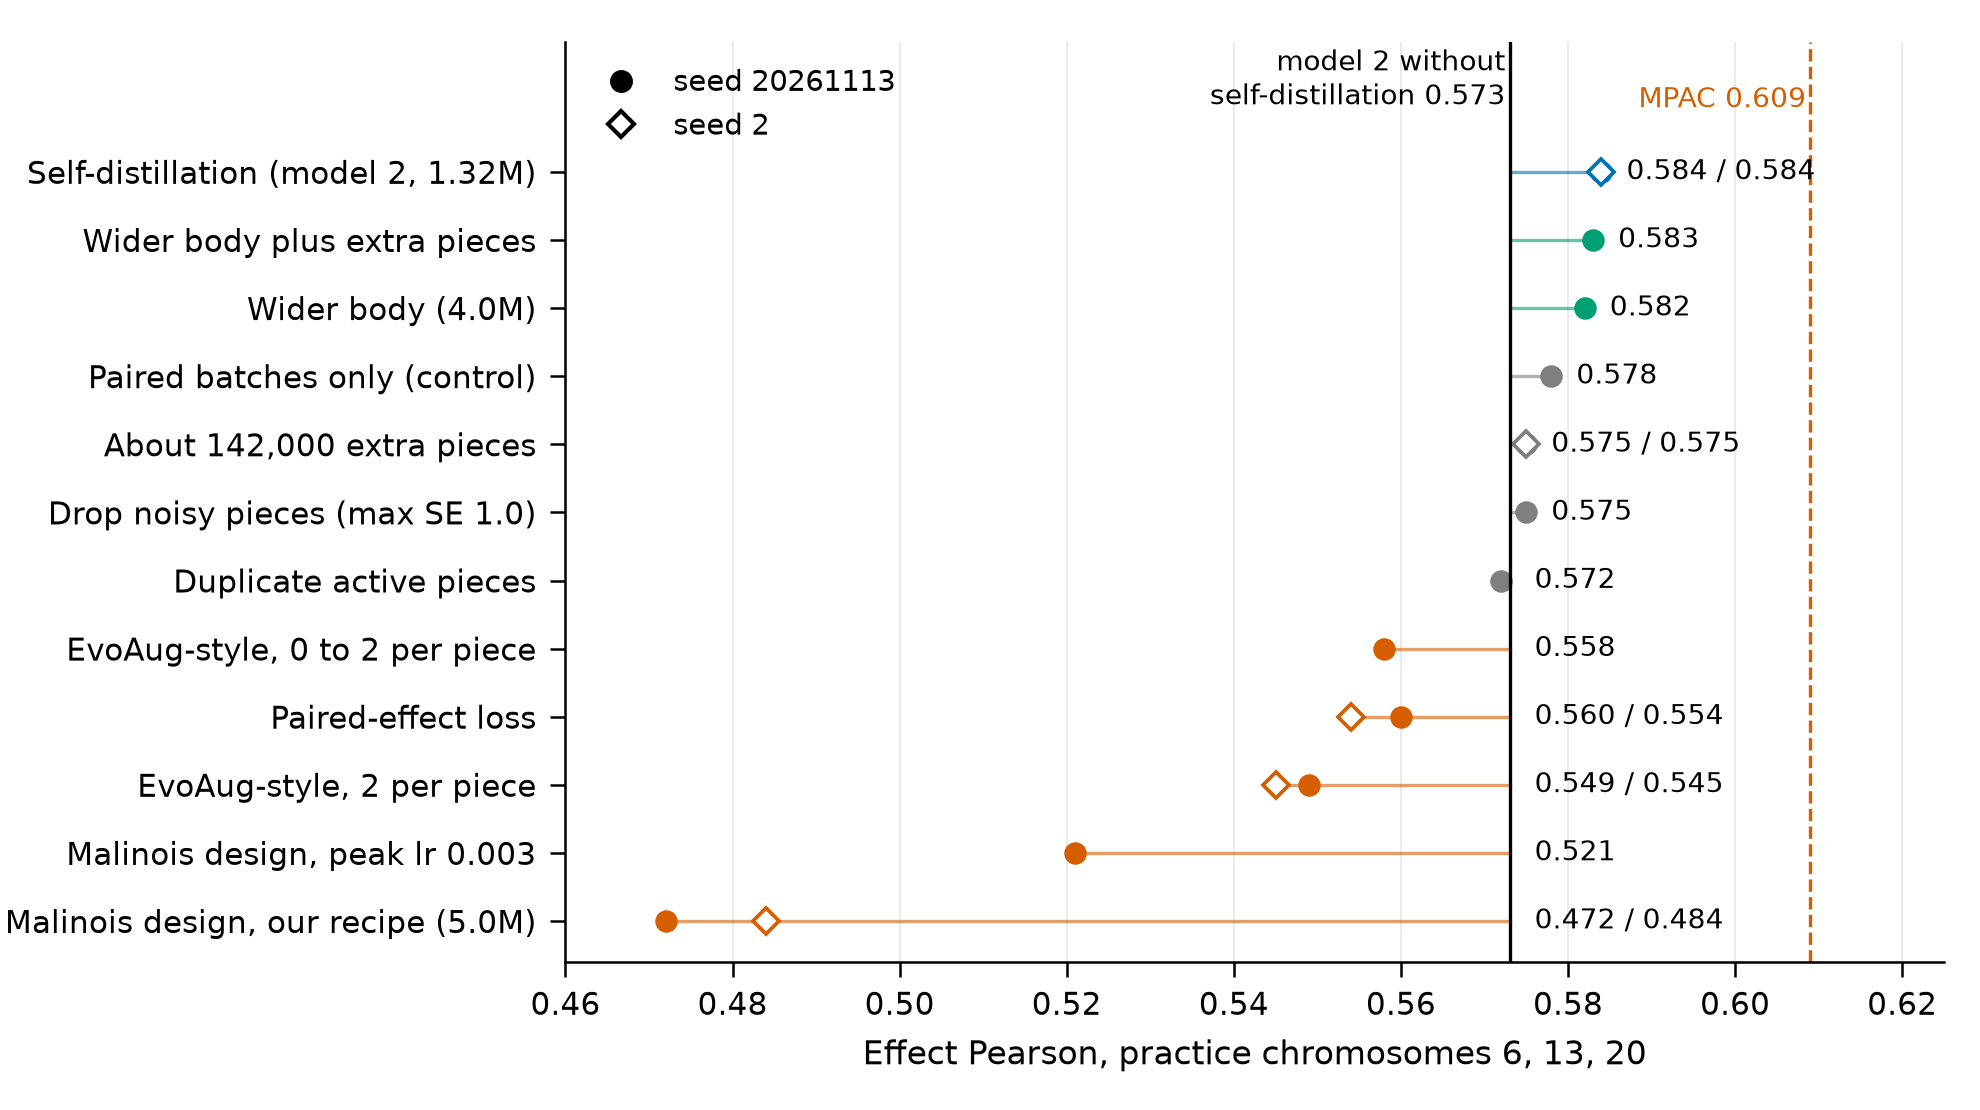 model 2 without
self-distillation 0.573
MPAC 0.609
seed 20261113
seed 2
Self-distillation (model 2, 1.32M) 0.584 / 0.584
Wider body plus extra pieces 0.583
Wider body (4.0M) 0.582
Paired batches only (control) 0.578
About 142,000 extra pieces 0.575 / 0.575
Drop noisy pieces (max SE 1.0) 0.575
Duplicate active pieces 0.572
EvoAug-style, 0 to 2 per piece 0.558
Paired-effect loss 0.560 / 0.554
EvoAug-style, 2 per piece 0.549 / 0.545
Malinois design, peak lr 0.003 0.521
Malinois design, our recipe (5.0M) 0.472 / 0.484
0.46 0.48 0.50 0.52 0.54 0.56 0.58 0.60 0.62
Effect Pearson, practice chromosomes 6, 13, 20